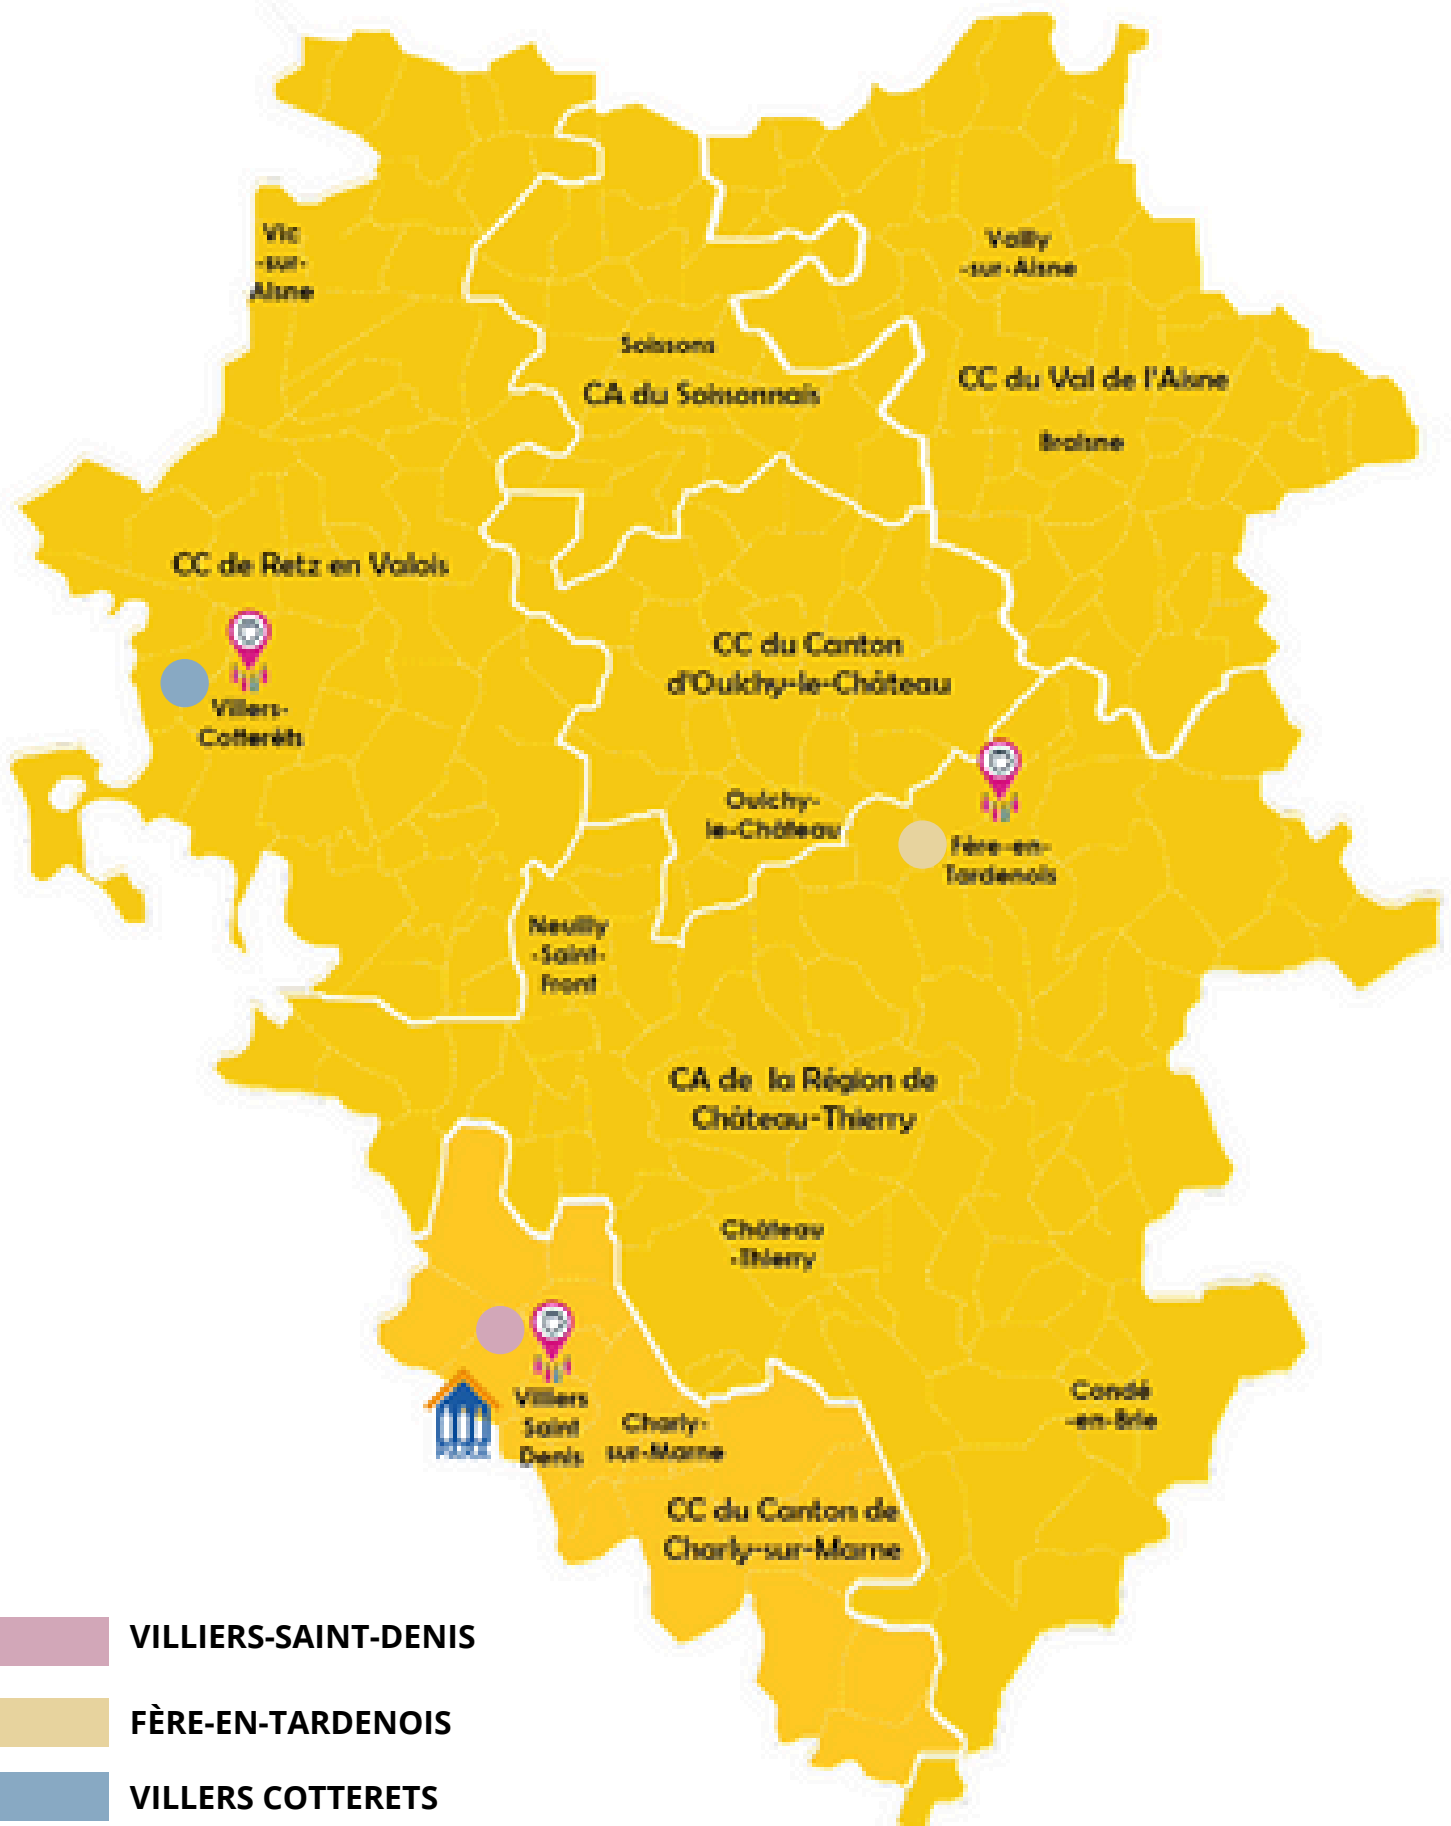 Vic
-sur-
Aisne
Vailly
-sur-Aisne
Soissons
CA du Soissonnais
CC du Val de l'Aisne
Braisne
CC de Retz en Valois
CC du Canton
d'Oulchy-le-Château
Villers-
Cotterêts
Oulchy-
le-Château
Fère-en-
Tardenois
Neuilly
-Saint-
Front
CA de la Région de
Château-Thierry
Château
-Thierry
Villiers
Saint
Denis
Charly-
sur-Marne
Condé
-en-Brie
CC du Canton de
Charly-sur-Marne
VILLIERS-SAINT-DENIS
FÈRE-EN-TARDENOIS
VILLERS COTTERETS